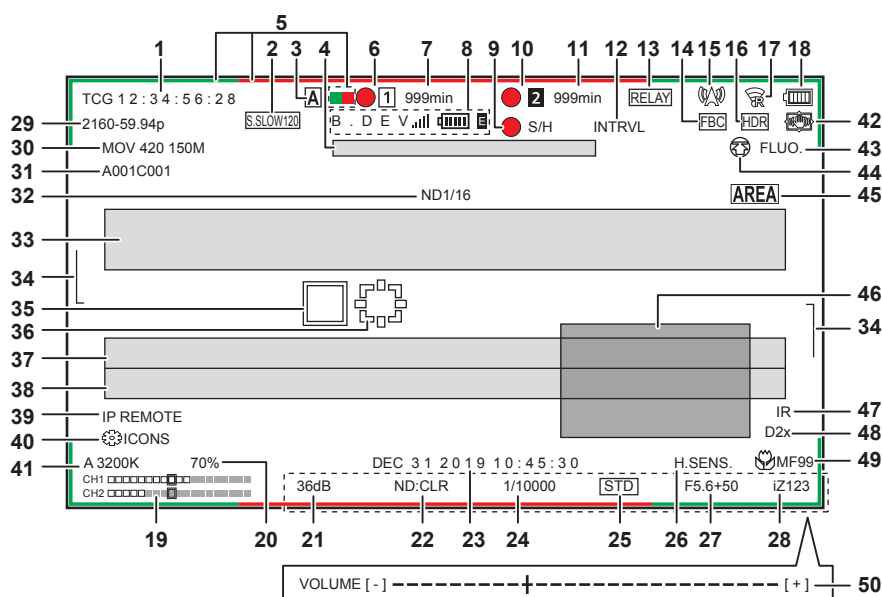 5
1 2 3 4 6 7 8 9 10 11 12 13 14 15 16 17 18
TCG 12:34:56:28 A 1 999min 2 999min RELAY
29 2160-59.94p S.SLOW120 B. DEV E S/H INTRVL FBC HDR 42
30 MOV 420 150M FLUO. 43
31 A001C001 44
32 ND1/16 AREA 45
33
34
35 46
36 34
37
38
39 IP REMOTE IR 47
40 ICONS D2x 48
41 A 3200K 70% DEC 31 2019 10:45:30 H.SENS. MF99 49
CH1
CH2 36dB ND:CLR 1/10000 STD F5.6+50 iZ123
19 20 21 22 23 24 25 26 27 28
VOLUME [ - ] [ + ] 50